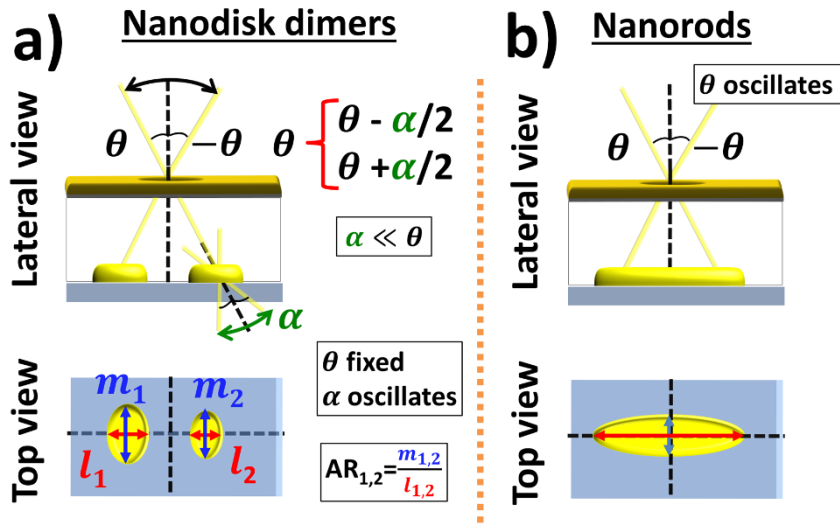 a)
Nanodisk dimers
Lateral view
θ
−θ
θ
θ - α/2
θ +α/2
α ≪ θ
α
Top view
m₁
m₂
l₁
l₂
θ fixed
α oscillates
AR₁,₂=m₁,₂/l₁,₂
b)
Nanorods
Lateral view
θ oscillates
θ
−θ
Top view